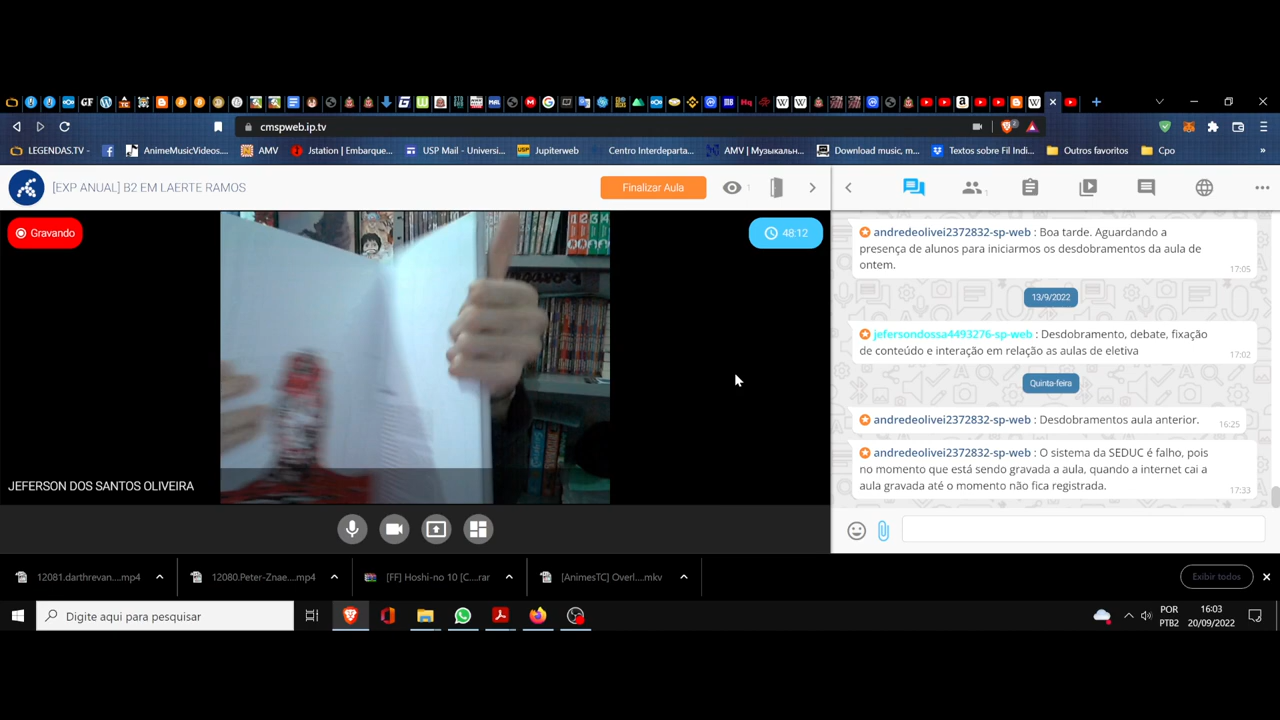 cmspweb.ip.tv
2
LEGENDAS.TV -
AnimeMusicVideos...
AMV
Jstation | Embarque...
USP Mail - Universi...
Jupiterweb
Centro Interdeparta...
AMV | Музыкальн...
Download music, m...
Textos sobre Fil Indi...
Outros favoritos
Cpo
»
[EXP ANUAL] B2 EM LAERTE RAMOS
Finalizar Aula
1
1
Gravando
48:12
JEFERSON DOS SANTOS OLIVEIRA
andredeolivei2372832-sp-web : Boa tarde. Aguardando a
presença de alunos para iniciarmos os desdobramentos da aula de
ontem.
17:05
13/9/2022
jefersondossa4493276-sp-web : Desdobramento, debate, fixação
de conteúdo e interação em relação as aulas de eletiva
17:02
Quinta-feira
andredeolivei2372832-sp-web : Desdobramentos aula anterior.
16:25
andredeolivei2372832-sp-web : O sistema da SEDUC é falho, pois
no momento que está sendo gravada a aula, quando a internet cai a
aula gravada até o momento não fica registrada.
17:33
12081.darthrevan....mp4
12080.Peter-Znae....mp4
[FF] Hoshi-no 10 [C....rar
[AnimesTC] Overl....mkv
Exibir todos
Digite aqui para pesquisar
POR
PTB2
16:03
20/09/2022